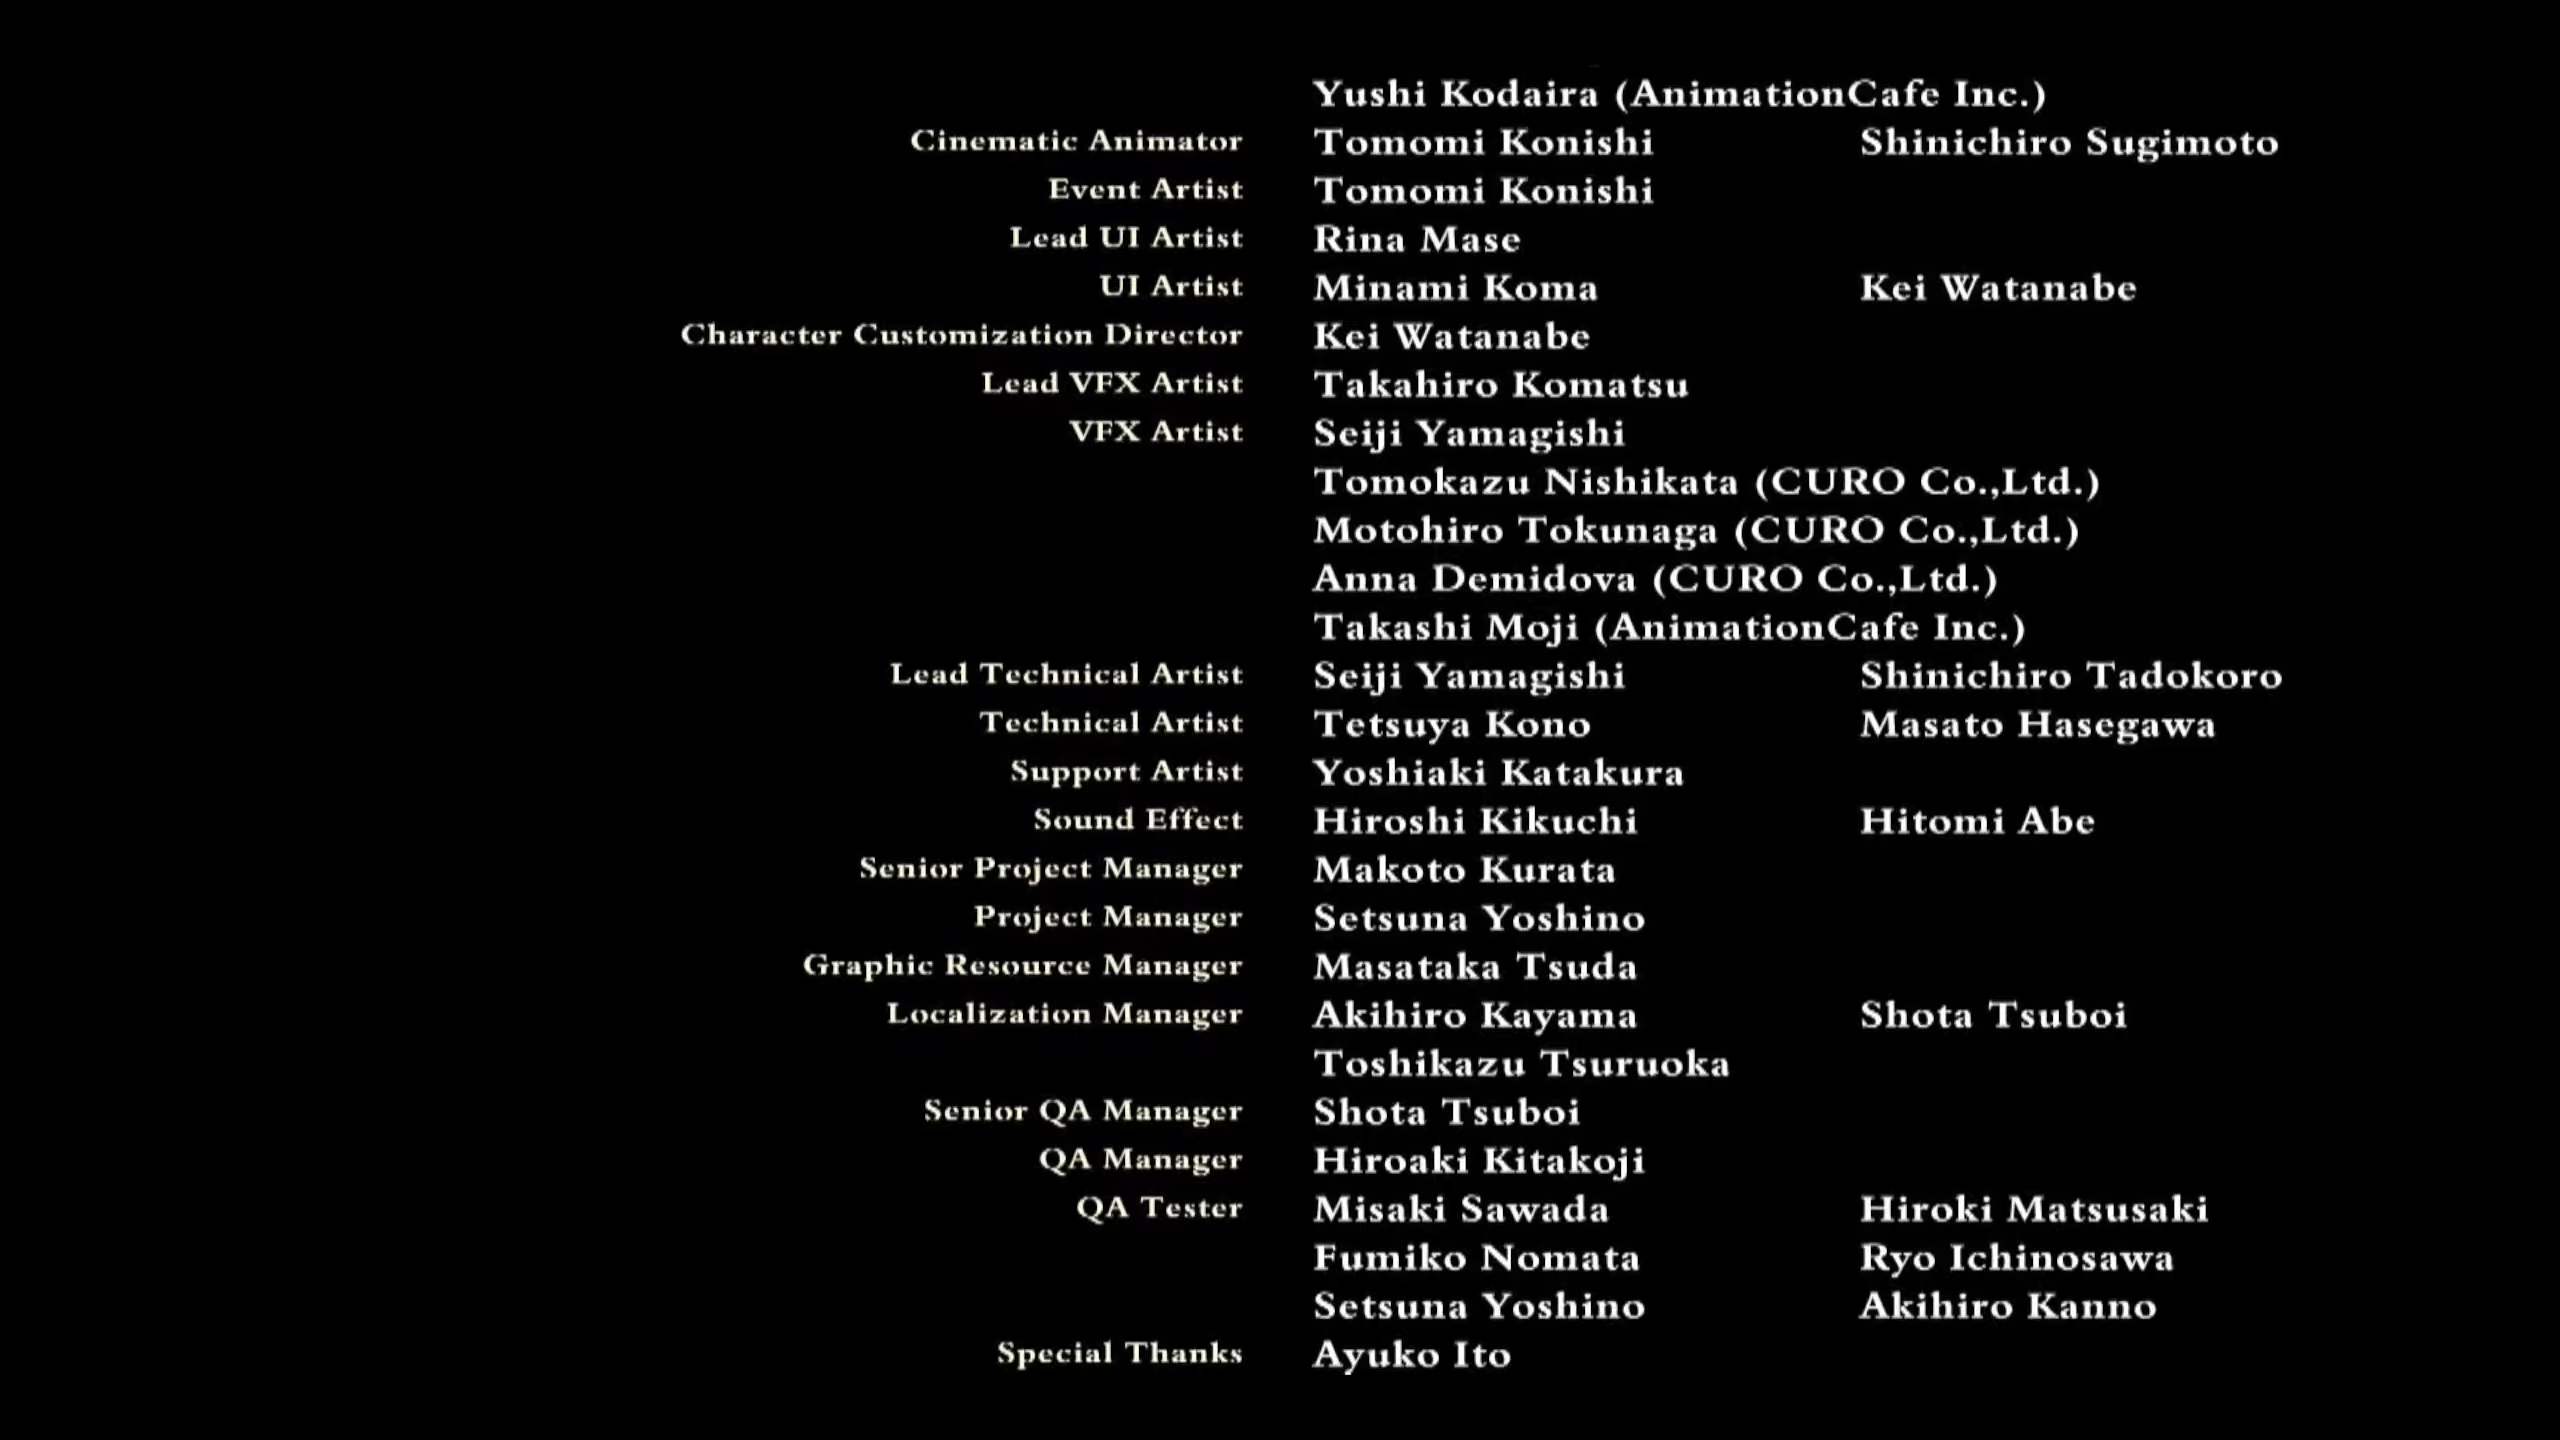 Yushi Kodaira (AnimationCafe Inc.)
Cinematic Animator Tomomi Konishi Shinichiro Sugimoto
Event Artist Tomomi Konishi
Lead UI Artist Rina Mase
UI Artist Minami Koma Kei Watanabe
Character Customization Director Kei Watanabe
Lead VFX Artist Takahiro Komatsu
VFX Artist Seiji Yamagishi
Tomokazu Nishikata (CURO Co.,Ltd.)
Motohiro Tokunaga (CURO Co.,Ltd.)
Anna Demidova (CURO Co.,Ltd.)
Takashi Moji (AnimationCafe Inc.)
Lead Technical Artist Seiji Yamagishi Shinichiro Tadokoro
Technical Artist Tetsuya Kono Masato Hasegawa
Support Artist Yoshiaki Katakura
Sound Effect Hiroshi Kikuchi Hitomi Abe
Senior Project Manager Makoto Kurata
Project Manager Setsuna Yoshino
Graphic Resource Manager Masataka Tsuda
Localization Manager Akihiro Kayama Shota Tsuboi
Toshikazu Tsuruoka
Senior QA Manager Shota Tsuboi
QA Manager Hiroaki Kitakoji
QA Tester Misaki Sawada Hiroki Matsusaki
Fumiko Nomata Ryo Ichinosawa
Setsuna Yoshino Akihiro Kanno
Special Thanks Ayuko Ito